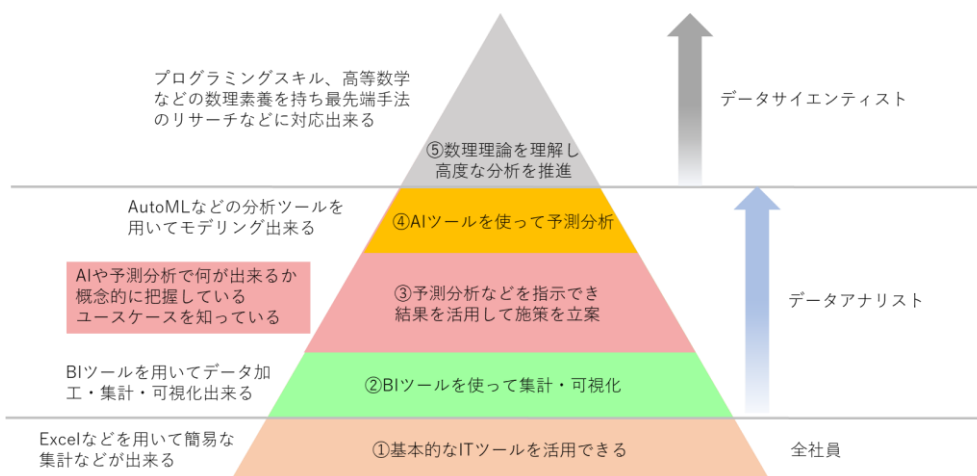 プログラミングスキル、高等数学
などの数理素養を持ち最先端手法
のリサーチなどに対応出来る
データサイエンティスト
⑤数理理論を理解し
高度な分析を推進
AutoMLなどの分析ツールを
用いてモデリング出来る
④AIツールを使って予測分析
AIや予測分析で何が出来るか
概念的に把握している
ユースケースを知っている
③予測分析などを指示でき
結果を活用して施策を立案
データアナリスト
BIツールを用いてデータ加
工・集計・可視化出来る
②BIツールを使って集計・可視化
Excelなどを用いて簡易な
集計などが出来る
①基本的なITツールを活用できる
全社員